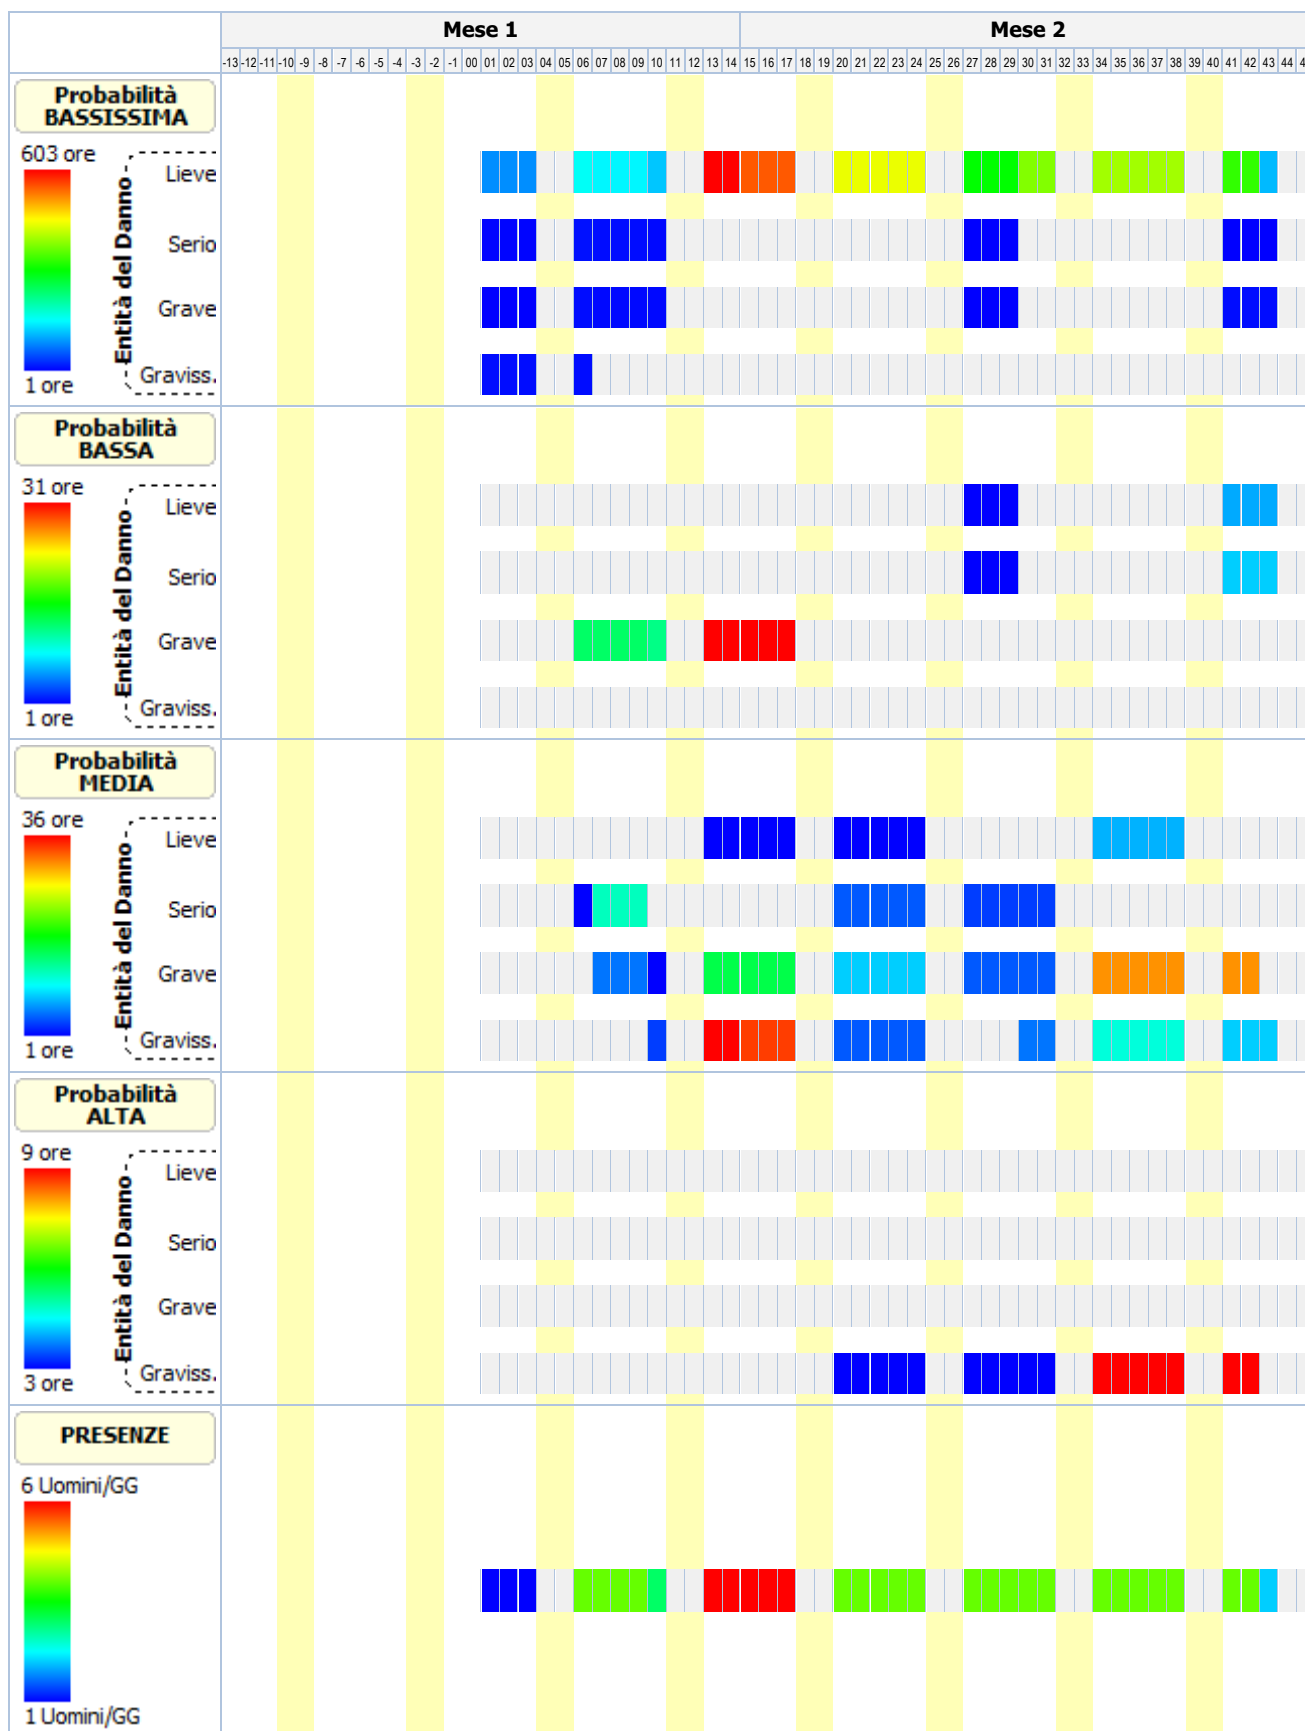 Mese 1 Mese 2
-13 -12 -11 -10 -9 -8 -7 -6 -5 -4 -3 -2 -1 00 01 02 03 04 05 06 07 08 09 10 11 12 13 14 15 16 17 18 19 20 21 22 23 24 25 26 27 28 29 30 31 32 33 34 35 36 37 38 39 40 41 42 43 44 4
Probabilità
BASSISSIMA
603 ore
Entità del Danno
Lieve
Serio
Grave
Graviss.
1 ore
Probabilità
BASSA
31 ore
Entità del Danno
Lieve
Serio
Grave
Graviss.
1 ore
Probabilità
MEDIA
36 ore
Entità del Danno
Lieve
Serio
Grave
Graviss.
1 ore
Probabilità
ALTA
9 ore
Entità del Danno
Lieve
Serio
Grave
Graviss.
3 ore
PRESENZE
6 Uomini/GG
1 Uomini/GG